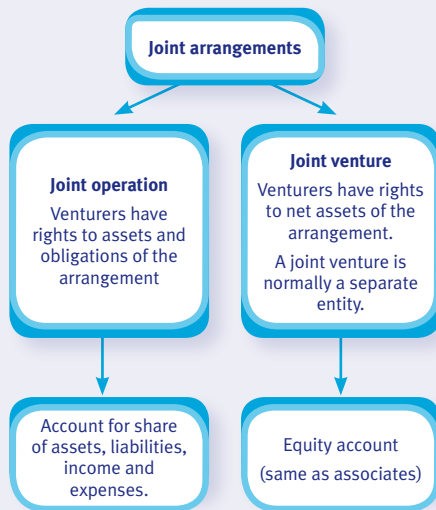 Joint arrangements
Joint operation
Venturers have
rights to assets and
obligations of the
arrangement
Joint venture
Venturers have rights
to net assets of the
arrangement.
A joint venture is
normally a separate
entity.
Account for share
of assets, liabilities,
income and
expenses.
Equity account
(same as associates)